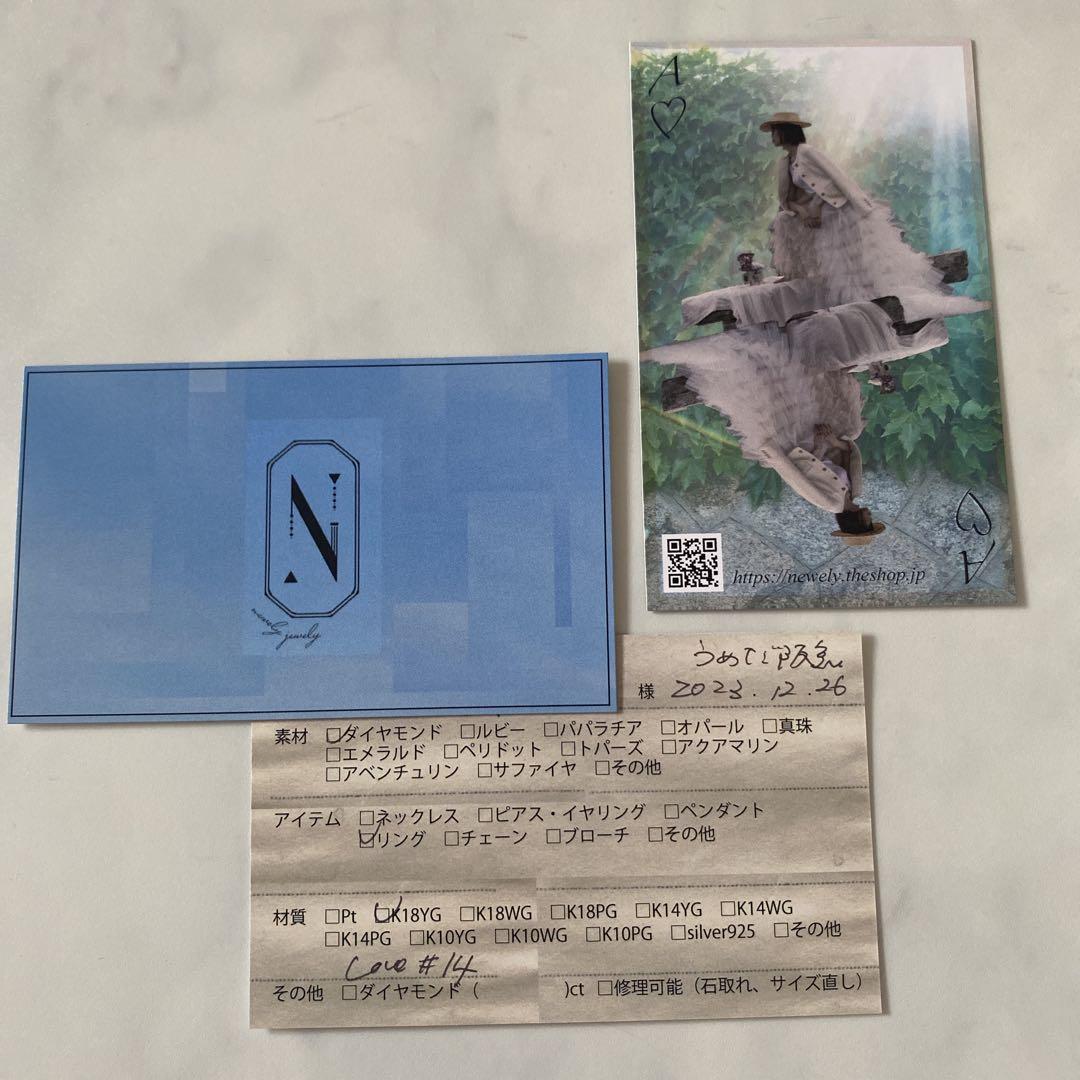 A
N
newely jewely
https://newely.theshop.jp
A
うめだ阪急
様 2023.12.26
素材 □ダイヤモンド □ルビー □パパラチア □オパール □真珠
□エメラルド □ペリドット □トパーズ □アクアマリン
□アベンチュリン □サファイヤ □その他
アイテム □ネックレス □ピアス・イヤリング □ペンダント
□リング □チェーン □ブローチ □その他
材質 □Pt □K18YG □K18WG □K18PG □K14YG □K14WG
□K14PG □K10YG □K10WG □K10PG □silver925 □その他
Love #14
その他 □ダイヤモンド（ )ct □修理可能（石取れ、サイズ直し）